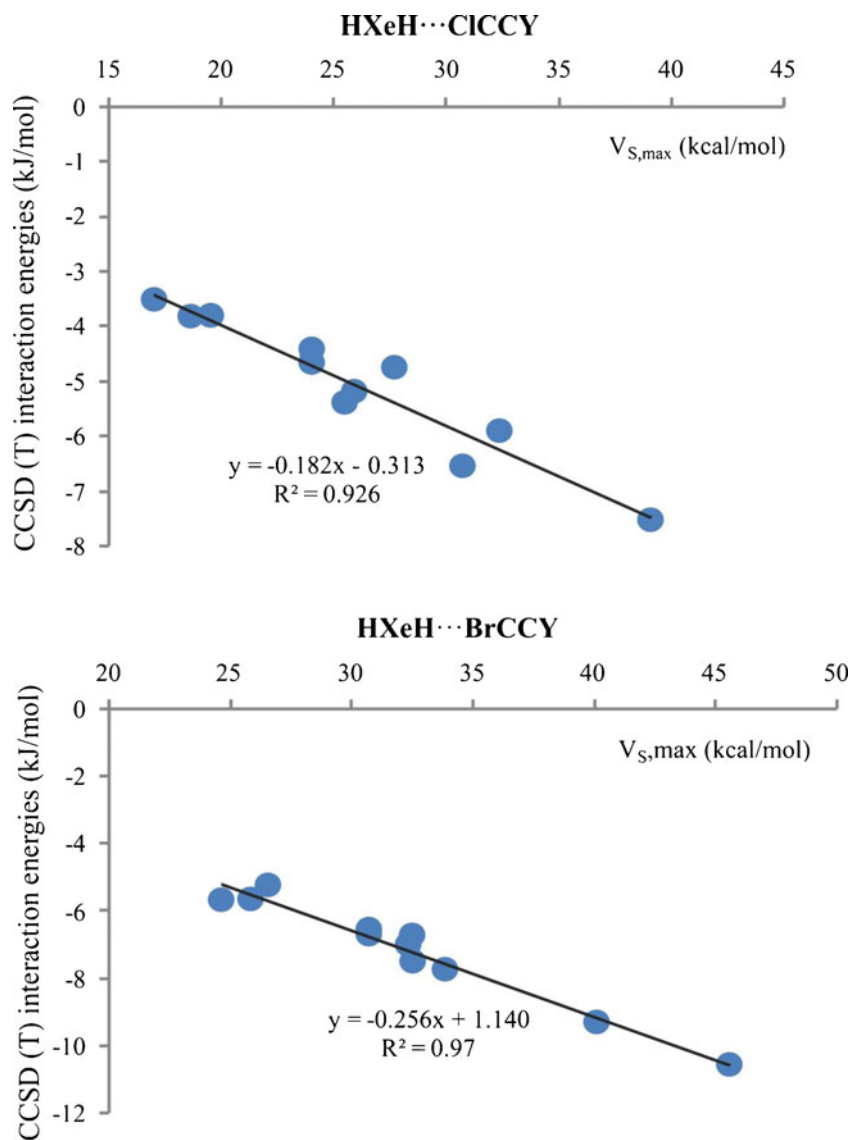 HXeH···ClCCY
15 20 25 30 35 40 45
0
V_S,max (kcal/mol)
-1
-2
-3
-4
-5
-6
-7
-8
CCSD (T) interaction energies (kJ/mol)
y = -0.182x - 0.313
R² = 0.926
HXeH···BrCCY
20 25 30 35 40 45 50
0
V_S,max (kcal/mol)
-2
-4
-6
-8
-10
-12
CCSD (T) interaction energies (kJ/mol)
y = -0.256x + 1.140
R² = 0.97